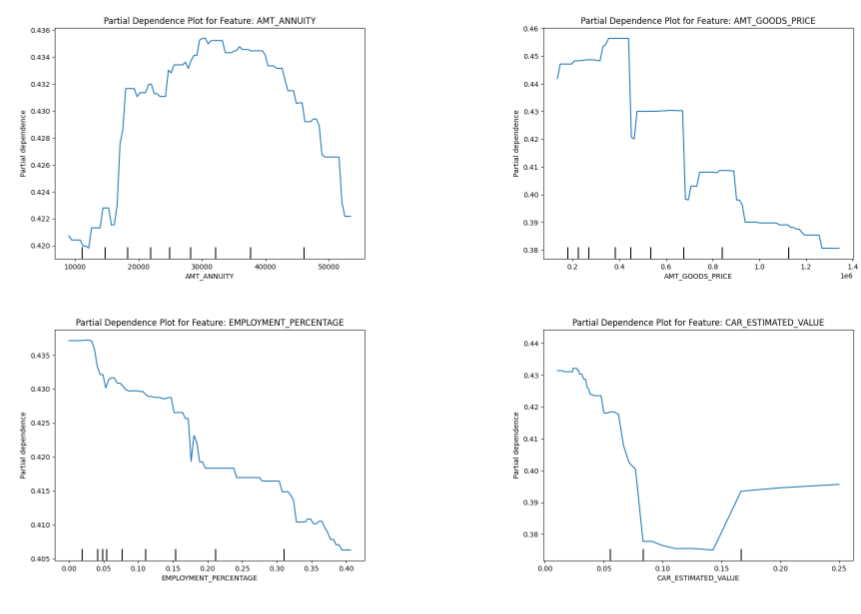 Partial Dependence Plot for Feature: AMT_ANNUITY
0.436
0.434
0.432
0.430
0.428
0.426
0.424
0.422
0.420
Partial dependence
10000 20000 30000 40000 50000
AMT_ANNUITY
Partial Dependence Plot for Feature: AMT_GOODS_PRICE
0.46
0.45
0.44
0.43
0.42
0.41
0.40
0.39
0.38
Partial dependence
0.2 0.4 0.6 0.8 1.0 1.2 1.4
1e6
AMT_GOODS_PRICE
Partial Dependence Plot for Feature: EMPLOYMENT_PERCENTAGE
0.435
0.430
0.425
0.420
0.415
0.410
0.405
Partial dependence
0.00 0.05 0.10 0.15 0.20 0.25 0.30 0.35 0.40
EMPLOYMENT_PERCENTAGE
Partial Dependence Plot for Feature: CAR_ESTIMATED_VALUE
0.44
0.43
0.42
0.41
0.40
0.39
0.38
Partial dependence
0.00 0.05 0.10 0.15 0.20 0.25
CAR_ESTIMATED_VALUE